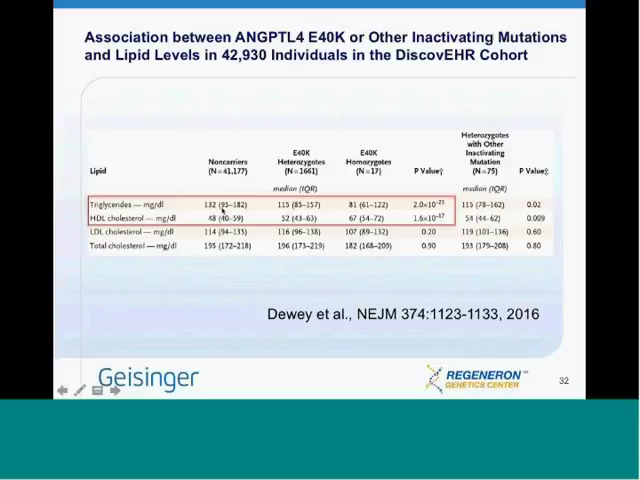 Association between ANGPTL4 E40K or Other Inactivating Mutations
and Lipid Levels in 42,930 Individuals in the DiscovEHR Cohort
Lipid
Noncarriers
(N=41,177)
E40K
Heterozygotes
(N=1661)
E40K
Homozygotes
(N=17)
P Value†
Heterozygotes
with Other
Inactivating
Mutation
(N=75)
P Value‡
median (IQR) median (IQR)
Triglycerides — mg/dl 132 (95–182) 115 (85–157) 81 (61–122) 2.0×10⁻²³ 115 (78–162) 0.02
HDL cholesterol — mg/dl 48 (40–59) 52 (43–63) 67 (54–72) 1.6×10⁻¹⁷ 54 (44–62) 0.009
LDL cholesterol — mg/dl 114 (94–135) 116 (96–138) 107 (89–132) 0.20 119 (101–136) 0.60
Total cholesterol — mg/dl 195 (172–218) 196 (173–219) 182 (168–209) 0.90 193 (179–208) 0.80
Dewey et al., NEJM 374:1123-1133, 2016
Geisinger
REGENERON™
GENETICS CENTER
32